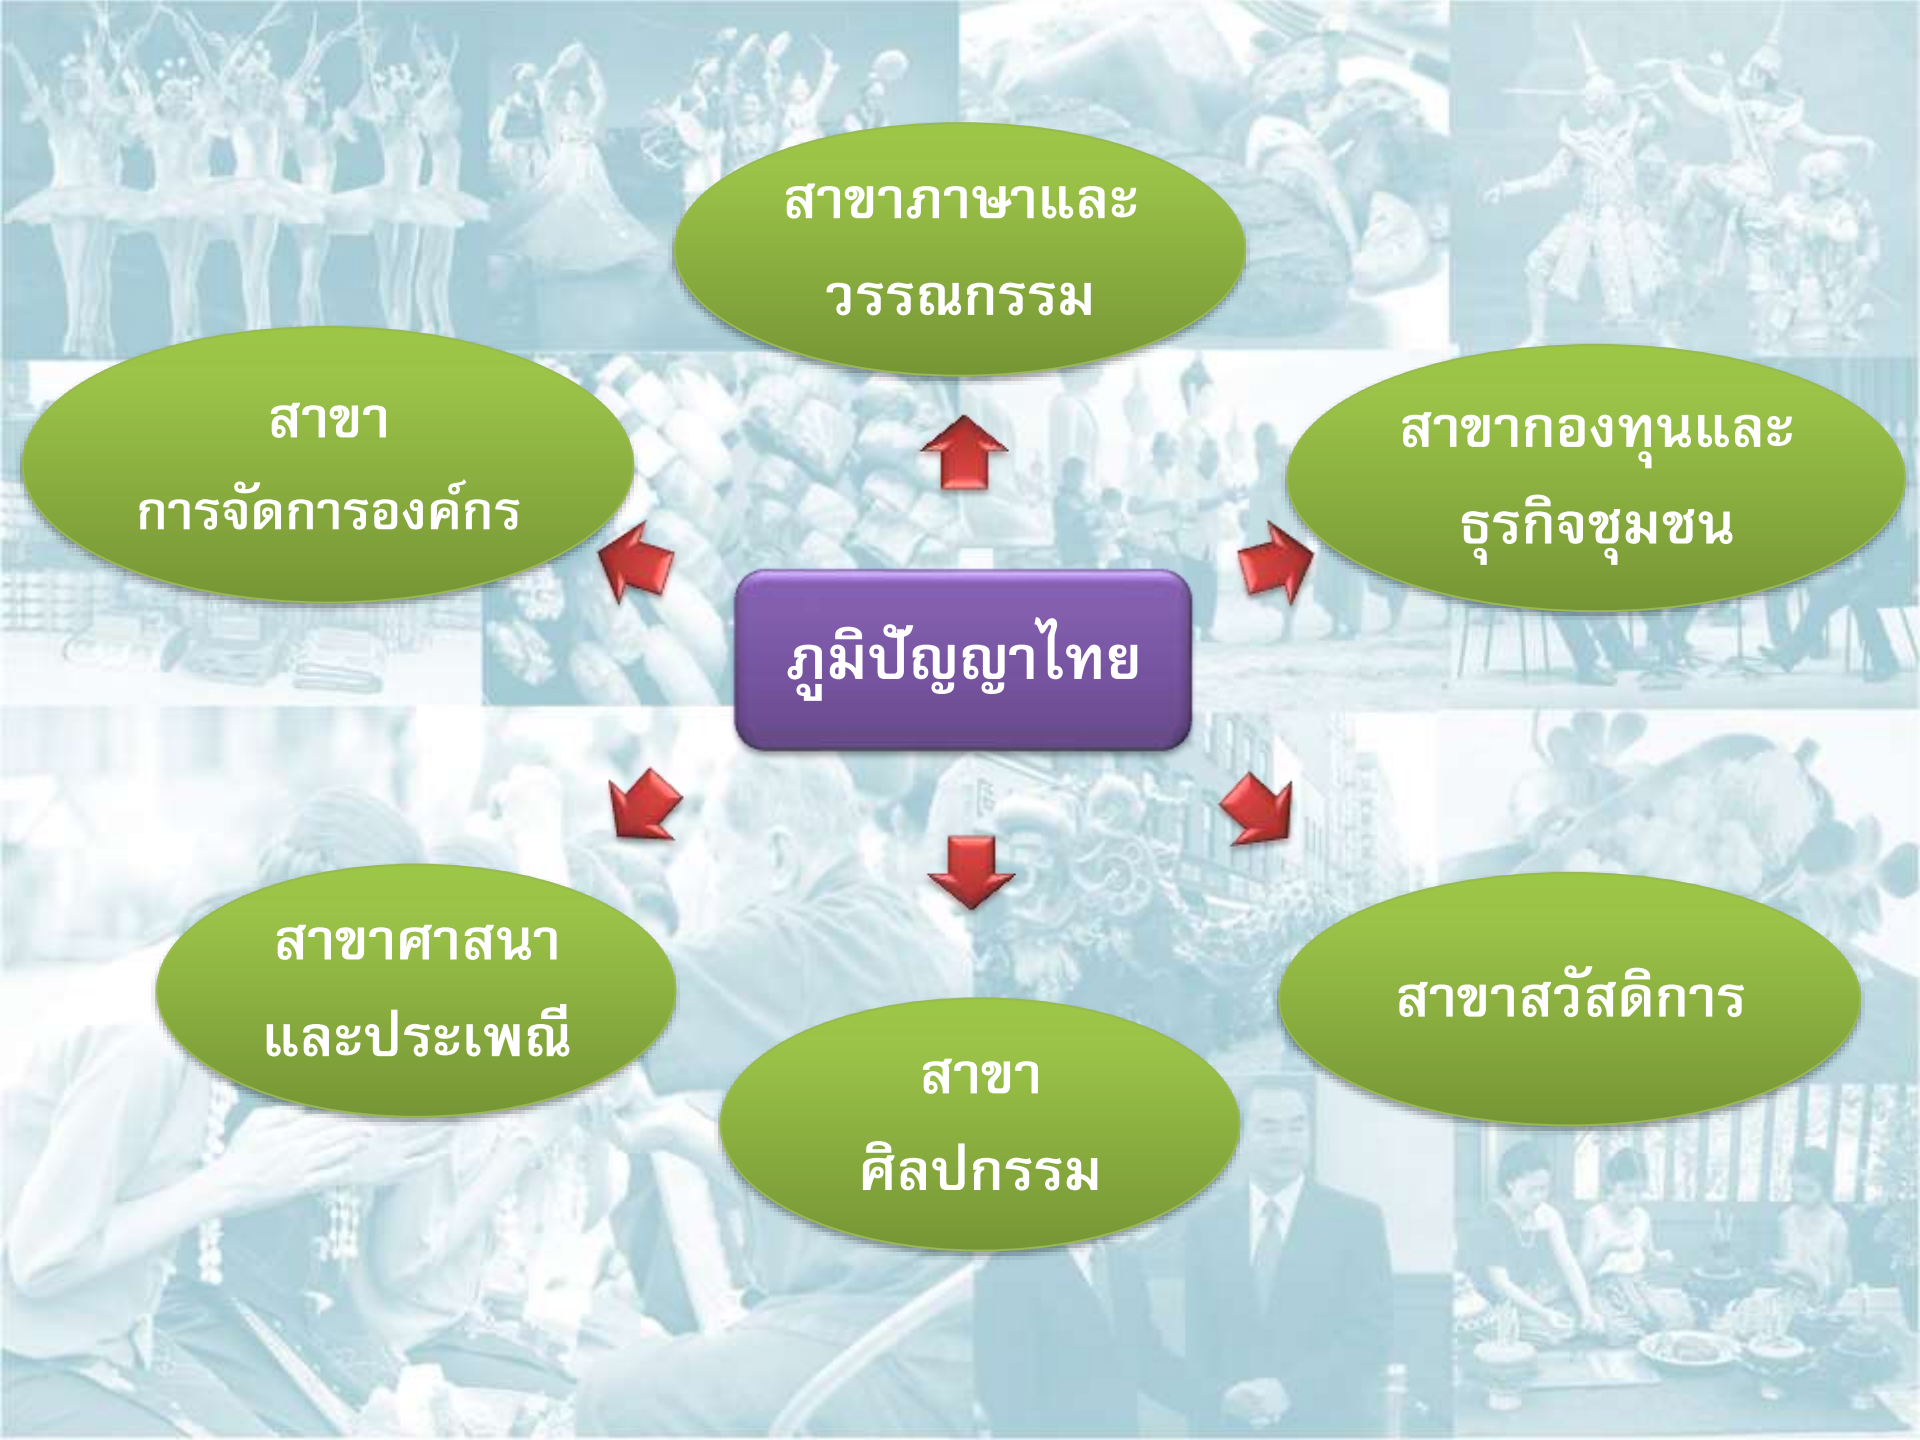 สาขาภาษาและ
วรรณกรรม
สาขา
การจัดการองค์กร
สาขากองทุนและ
ธุรกิจชุมชน
ภูมิปัญญาไทย
สาขาศาสนา
และประเพณี
สาขา
ศิลปกรรม
สาขาสวัสดิการ